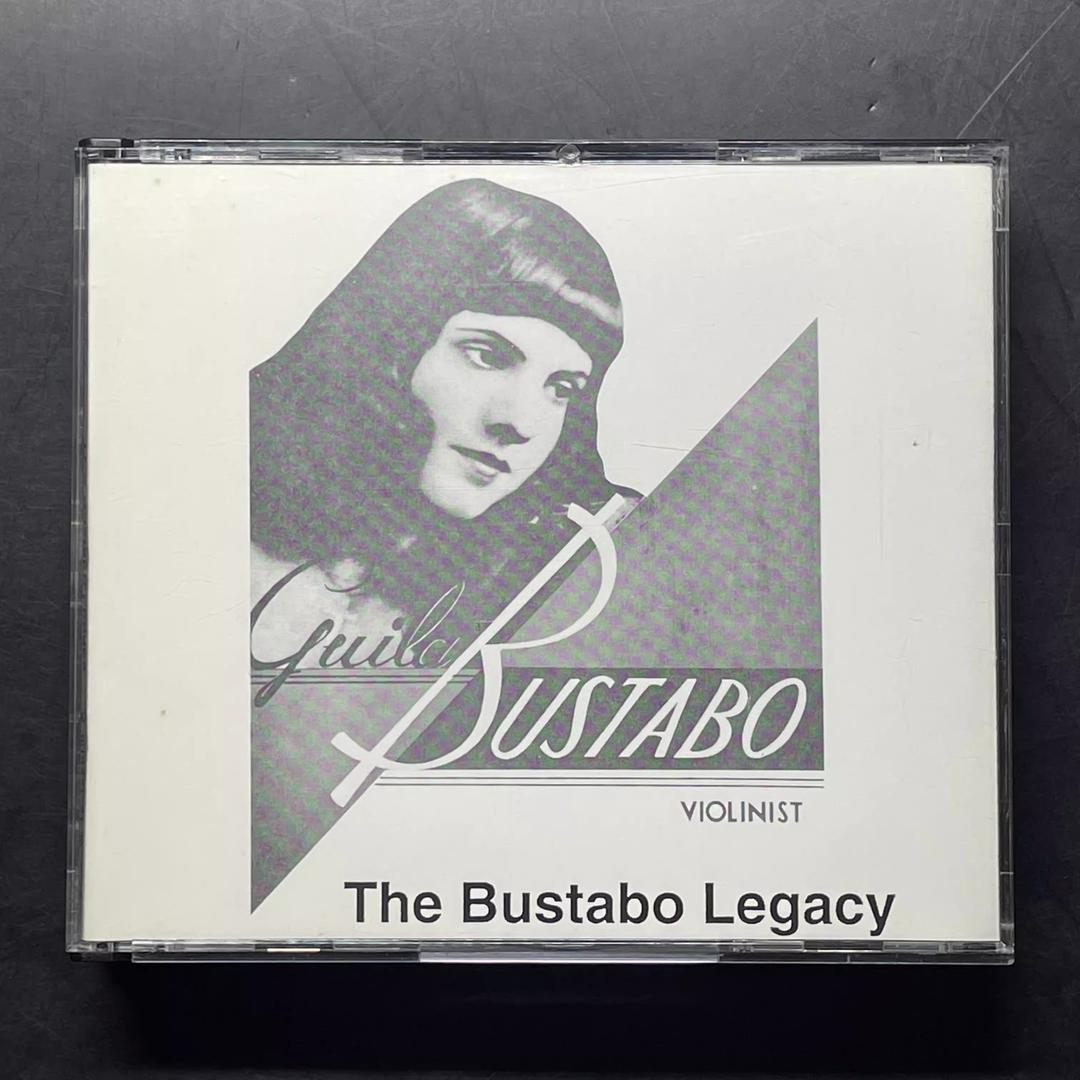 Guila
BUSTABO
VIOLINIST
The Bustabo Legacy